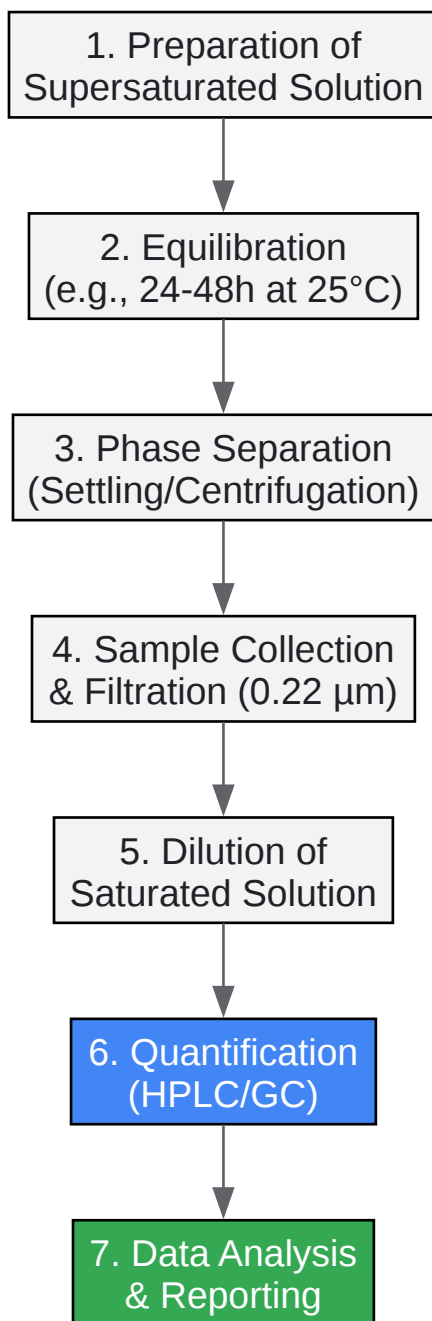 1. Preparation of
Supersaturated Solution
2. Equilibration
(e.g., 24-48h at 25°C)
3. Phase Separation
(Settling/Centrifugation)
4. Sample Collection
& Filtration (0.22 µm)
5. Dilution of
Saturated Solution
6. Quantification
(HPLC/GC)
7. Data Analysis
& Reporting